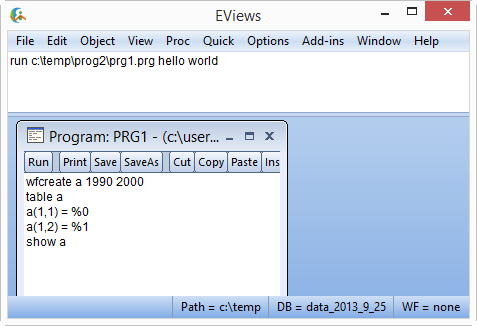 EViews
File Edit Object View Proc Quick Options Add-ins Window Help
run c:\temp\prog2\prg1.prg hello world
Program: PRG1 - (c:\user...
Run Print Save SaveAs Cut Copy Paste Ins
wfcreate a 1990 2000
table a
a(1,1) = %0
a(1,2) = %1
show a
Path = c:\temp DB = data_2013_9_25 WF = none